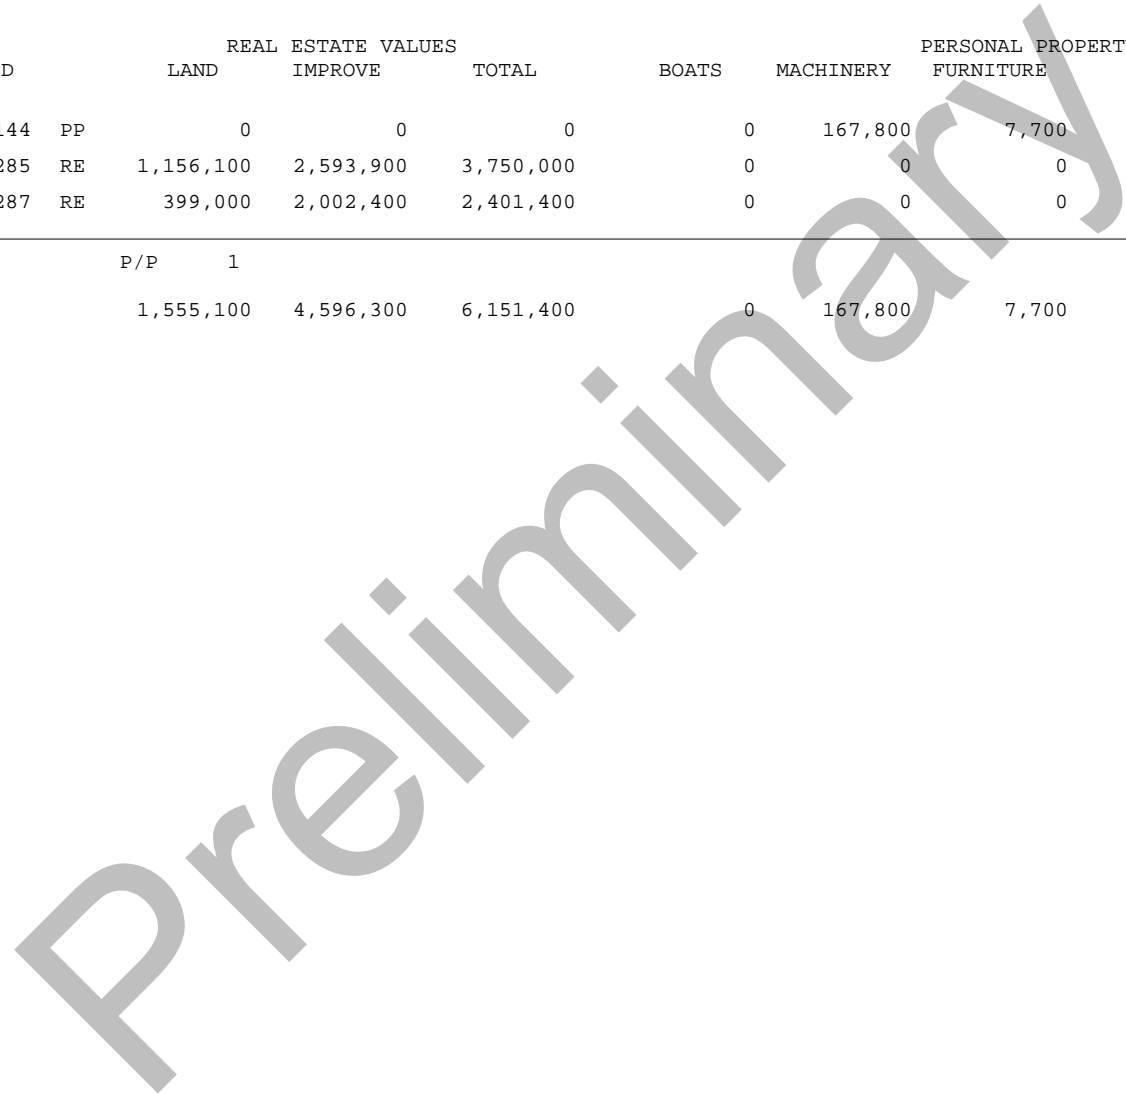 REAL ESTATE VALUES PERSONAL PROPERT
D LAND IMPROVE TOTAL BOATS MACHINERY FURNITURE
144 PP 0 0 0 0 167,800 7,700
285 RE 1,156,100 2,593,900 3,750,000 0 0 0
287 RE 399,000 2,002,400 2,401,400 0 0 0
P/P 1
1,555,100 4,596,300 6,151,400 0 167,800 7,700
Preliminary